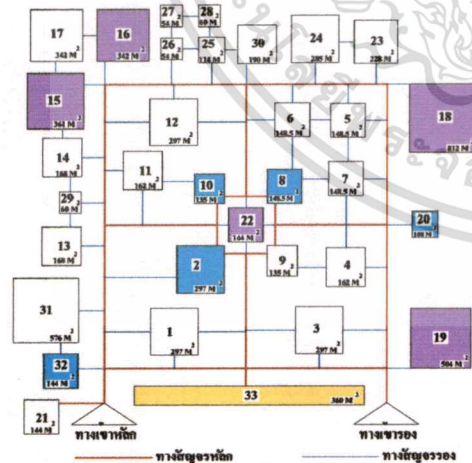 27
54 M²
28
60 M²
17
342 M²
16
342 M²
26
54 M²
25
114 M²
30
190 M²
24
285 M²
23
228 M²
15
361 M²
18
812 M²
12
297 M²
6
148.5 M²
5
148.5 M²
14
168 M²
11
162 M²
10
135 M²
8
148.5 M²
7
148.5 M²
29
60 M²
22
144 M²
20
13
168 M²
2
297 M²
9
135 M²
4
162 M²
31
576 M²
1
297 M²
3
297 M²
19
504 M²
32
144 M²
33
360 M²
21
144 M²
ทางเขาหลัก
ทางเขารอง
ทางสัญจรหลัก
ทางสัญจรรอง